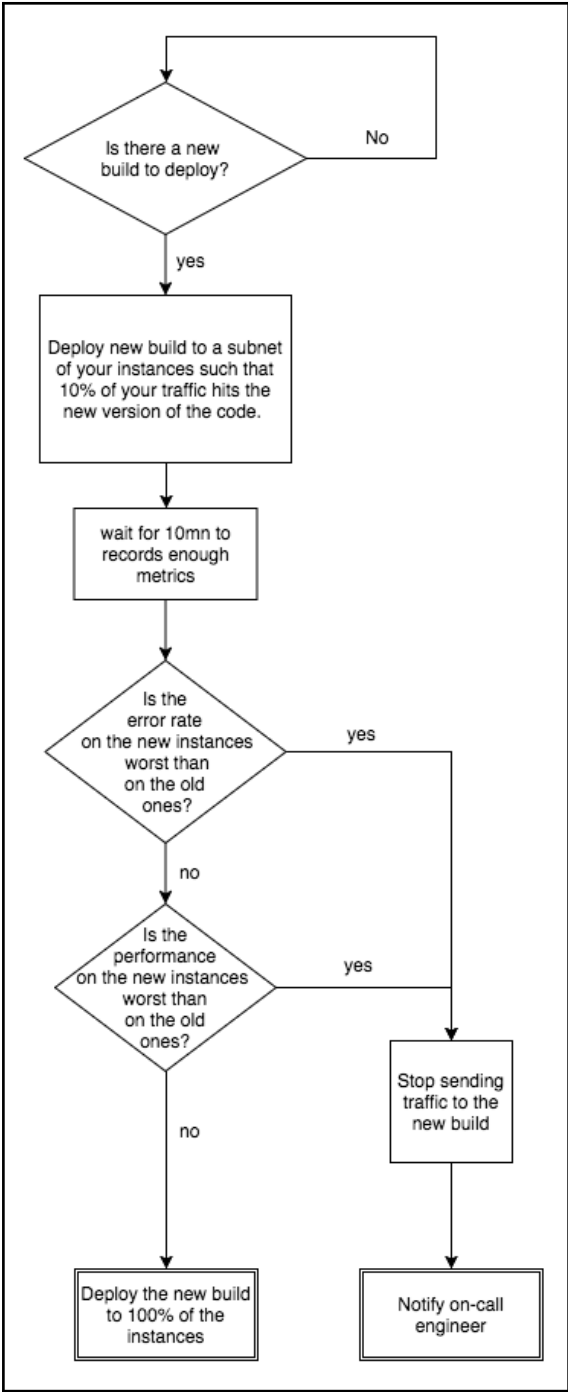 Is there a new
build to deploy?
No
yes
Deploy new build to a subnet
of your instances such that
10% of your traffic hits the
new version of the code.
wait for 10mn to
records enough
metrics
Is the
error rate
on the new instances
worst than
on the old
ones?
yes
no
Is the
performance
on the new instances
worst than
on the old
ones?
yes
Stop sending
traffic to the
new build
no
Deploy the new build
to 100% of the
instances
Notify on-call
engineer